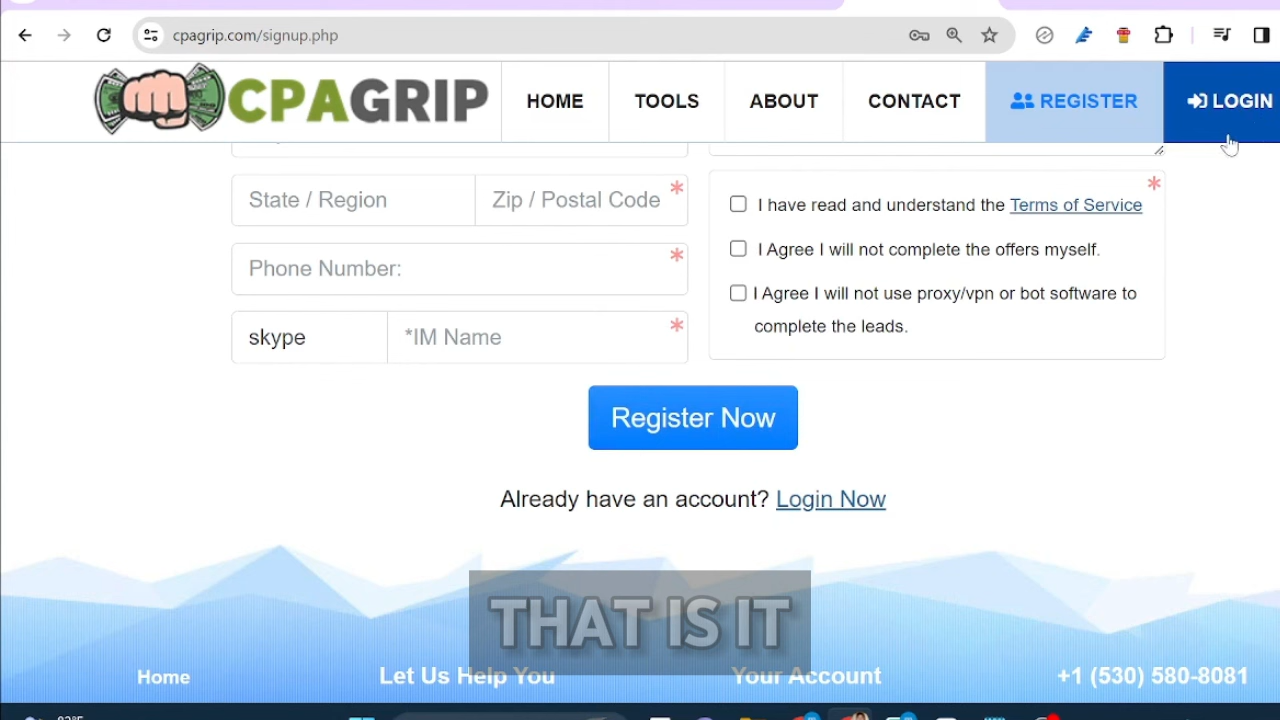 cpagrip.com/signup.php
CPAGRIP
HOME
TOOLS
ABOUT
CONTACT
REGISTER
LOGIN
State / Region
Zip / Postal Code
*
Phone Number:
*
skype
*IM Name
*
*
I have read and understand the Terms of Service
I Agree I will not complete the offers myself.
I Agree I will not use proxy/vpn or bot software to
complete the leads.
Register Now
Already have an account? Login Now
THAT IS IT
Home
Let Us Help You
Your Account
+1 (530) 580-8081